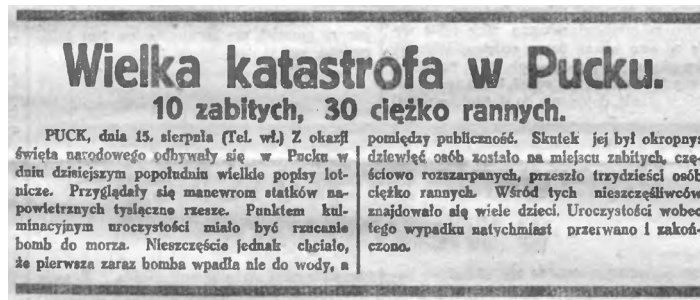 Wielka katastrofa w Pucku.
10 zabitych, 30 ciężko rannych.
PUCK, dnia 15. sierpnia (Tel. wł.) Z okazji
święta narodowego odbywały się w Pucku w
dniu dzisiejszym popołudniu wielkie popisy lot-
nicze. Przyglądały się manewrom statków na-
powietrznych tysiączne rzesze. Punktem kul-
minacyjnym uroczystości miało być rzucanie
bomb do morza. Nieszczęście jednak chciało,
że pierwsza zaraz bomba wpadła nie do wody, a
pomiędzy publiczność. Skutek jej był okropny:
dziewięć osób zostało na miejscu zabitych, czę-
ściowo rozszarpanych, przeszło trzydzieści osób
ciężko rannych. Wśród tych nieszczęśliwców
znajdowało się wiele dzieci. Uroczystości wobec
tego wypadku natychmiast przerwano i zakoń-
czono.